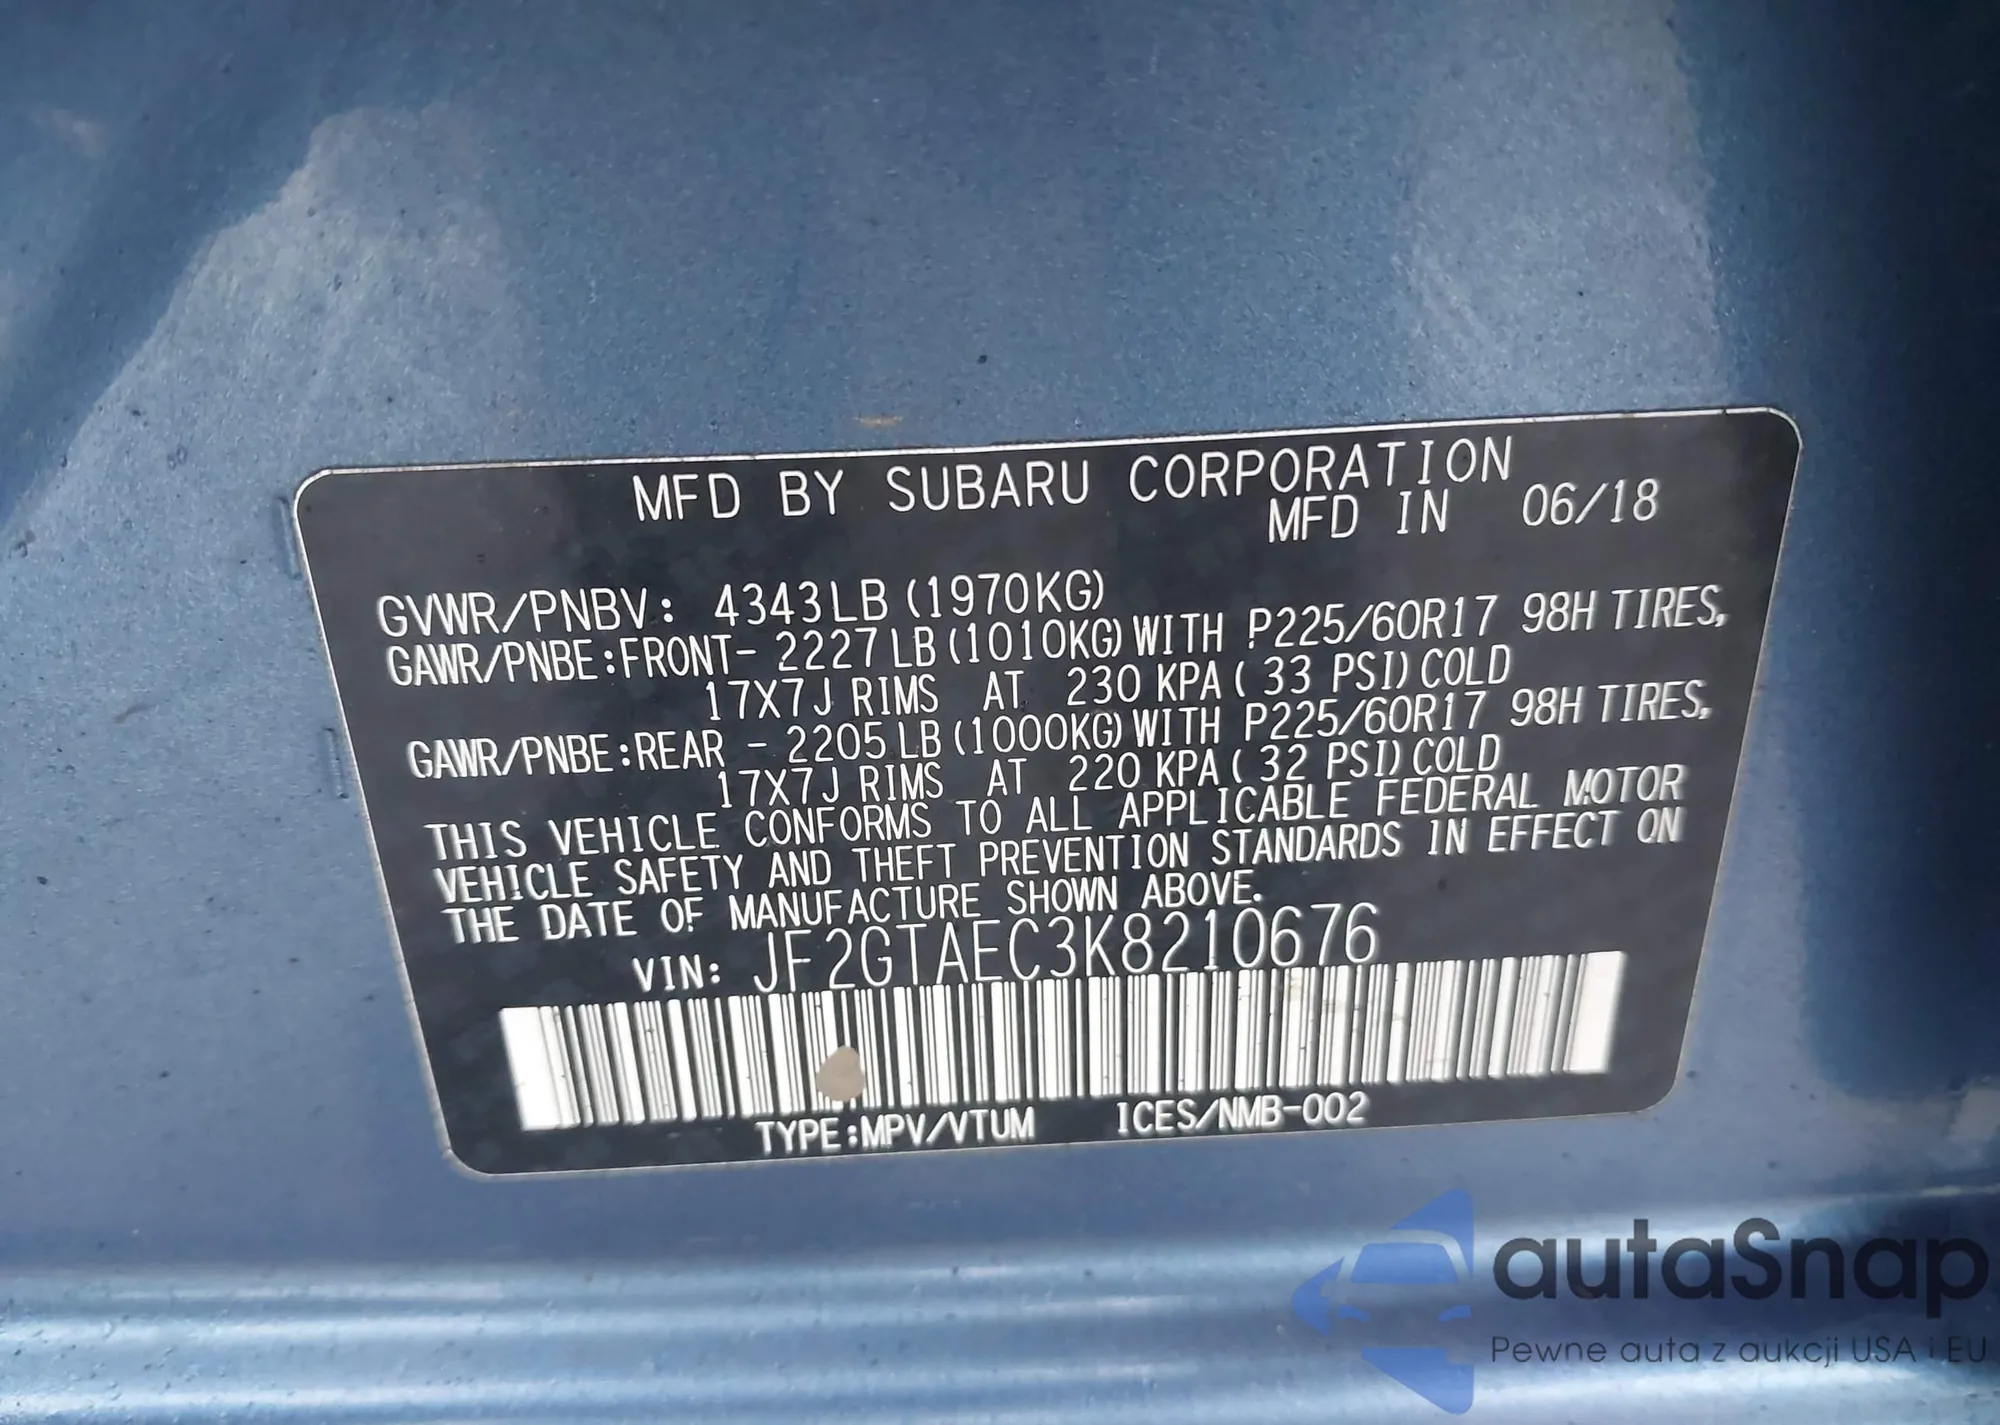 MFD BY SUBARU CORPORATION
MFD IN 06/18
GVWR/PNBV: 4343LB(1970KG)
GAWR/PNBE:FRONT- 2227LB(1010KG)WITH P225/60R17 98H TIRES,
17X7J RIMS AT 230 KPA( 33 PSI)COLD
GAWR/PNBE:REAR - 2205LB(1000KG)WITH P225/60R17 98H TIRES,
17X7J RIMS AT 220 KPA( 32 PSI)COLD
THIS VEHICLE CONFORMS TO ALL APPLICABLE FEDERAL MOTOR
VEHICLE SAFETY AND THEFT PREVENTION STANDARDS IN EFFECT ON
THE DATE OF MANUFACTURE SHOWN ABOVE.
VIN: JF2GTAEC3K8210676
TYPE:MPV/VTUM ICES/NMB-002
autaSnap
Pewne auta z aukcji USA i EU